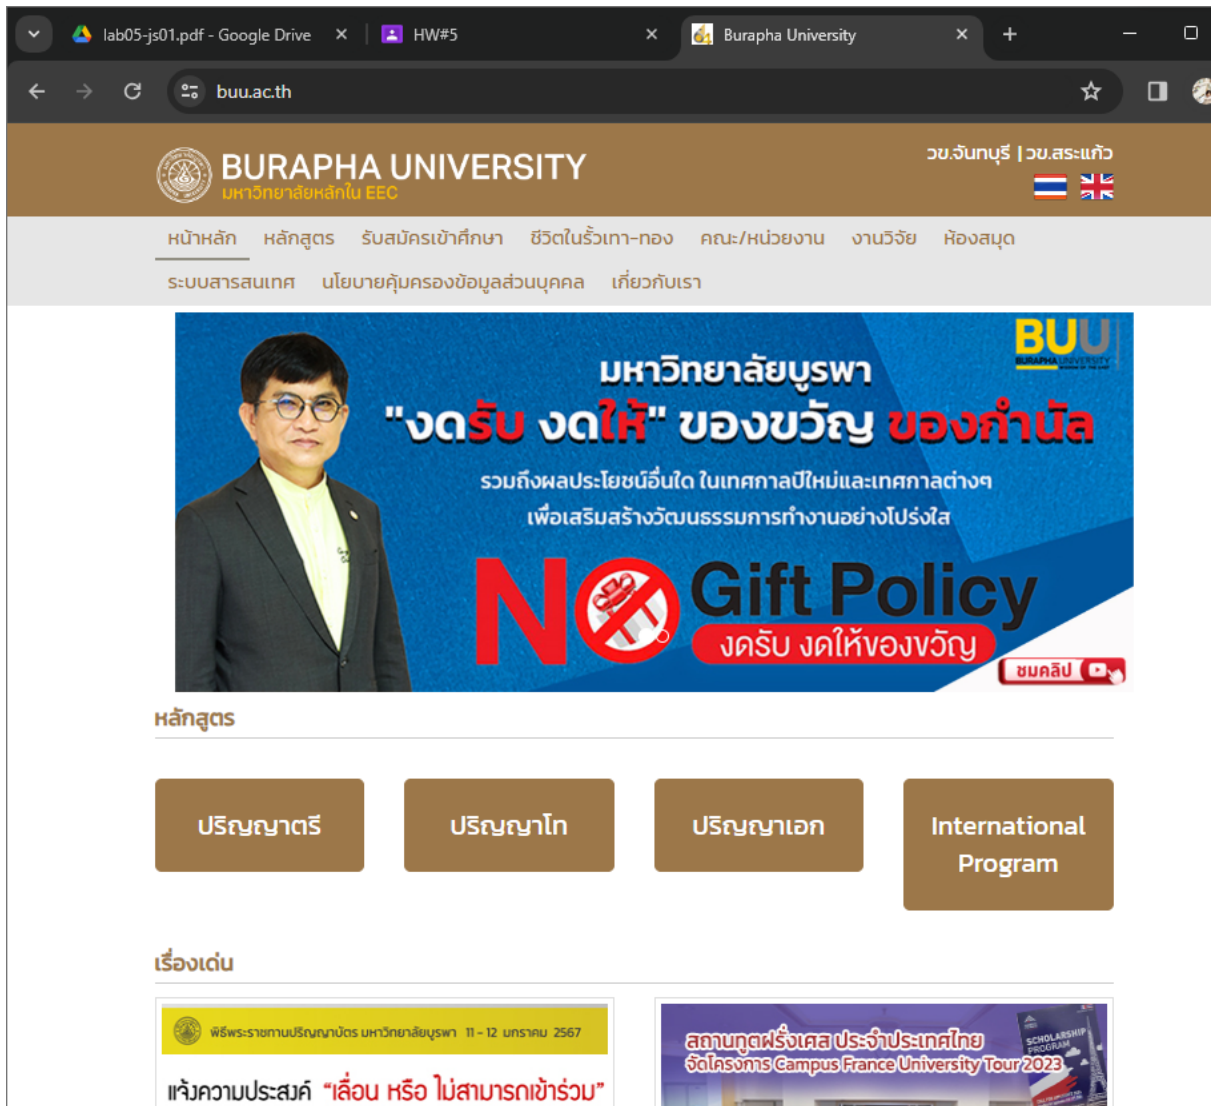 lab05-js01.pdf - Google Drive
HW#5
Burapha University
buu.ac.th
BURAPHA UNIVERSITY
มหาวิทยาลัยหลักใน EEC
วข.จันทบุรี | วข.สระแก้ว
หน้าหลัก หลักสูตร รับสมัครเข้าศึกษา ชีวิตในรั้วเทา-ทอง คณะ/หน่วยงาน งานวิจัย ห้องสมุด
ระบบสารสนเทศ นโยบายคุ้มครองข้อมูลส่วนบุคคล เกี่ยวกับเรา
BUU
BURAPHA UNIVERSITY
WISDOM OF THE EAST
มหาวิทยาลัยบูรพา
"งดรับ งดให้" ของขวัญ ของกำนัล
รวมถึงผลประโยชน์อื่นใด ในเทศกาลปีใหม่และเทศกาลต่างๆ
เพื่อเสริมสร้างวัฒนธรรมการทำงานอย่างโปร่งใส
NO Gift Policy
งดรับ งดให้ของขวัญ
ชมคลิป
หลักสูตร
ปริญญาตรี
ปริญญาโท
ปริญญาเอก
International
Program
เรื่องเด่น
พิธีพระราชทานปริญญาบัตร มหาวิทยาลัยบูรพา 11 - 12 มกราคม 2567
แจ้งความประสงค์ "เลื่อน หรือ ไม่สามารถเข้าร่วม"
สถานทูตฝรั่งเศส ประจำประเทศไทย
จัดโครงการ Campus France University Tour 2023
SCHOLARSHIP
PROGRAM